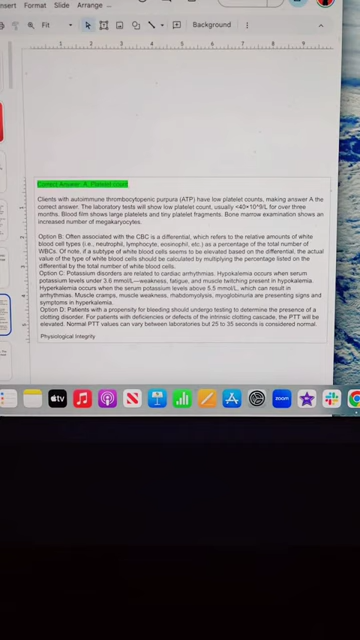 Insert Format Slide Arrange ...
Fit
Background
1 2 3 4 5 6 7 8 9
Correct Answer: A. Platelet count
Clients with autoimmune thrombocytopenic purpura (ATP) have low platelet counts, making answer A the
correct answer. The laboratory tests will show low platelet count, usually <40×10^9/L for over three
months. Blood film shows large platelets and tiny platelet fragments. Bone marrow examination shows an
increased number of megakaryocytes.
Option B: Often associated with the CBC is a differential, which refers to the relative amounts of white
blood cell types (i.e., neutrophil, lymphocyte, eosinophil, etc.) as a percentage of the total number of
WBCs. Of note, if a subtype of white blood cells seems to be elevated based on the differential, the actual
value of the type of white blood cells should be calculated by multiplying the percentage listed on the
differential by the total number of white blood cells.
Option C: Potassium disorders are related to cardiac arrhythmias. Hypokalemia occurs when serum
potassium levels under 3.6 mmol/L—weakness, fatigue, and muscle twitching present in hypokalemia.
Hyperkalemia occurs when the serum potassium levels above 5.5 mmol/L, which can result in
arrhythmias. Muscle cramps, muscle weakness, rhabdomyolysis, myoglobinuria are presenting signs and
symptoms in hyperkalemia.
Option D: Patients with a propensity for bleeding should undergo testing to determine the presence of a
clotting disorder. For patients with deficiencies or defects of the intrinsic clotting cascade, the PTT will be
elevated. Normal PTT values can vary between laboratories but 25 to 35 seconds is considered normal.
Physiological Integrity
tv
zoom